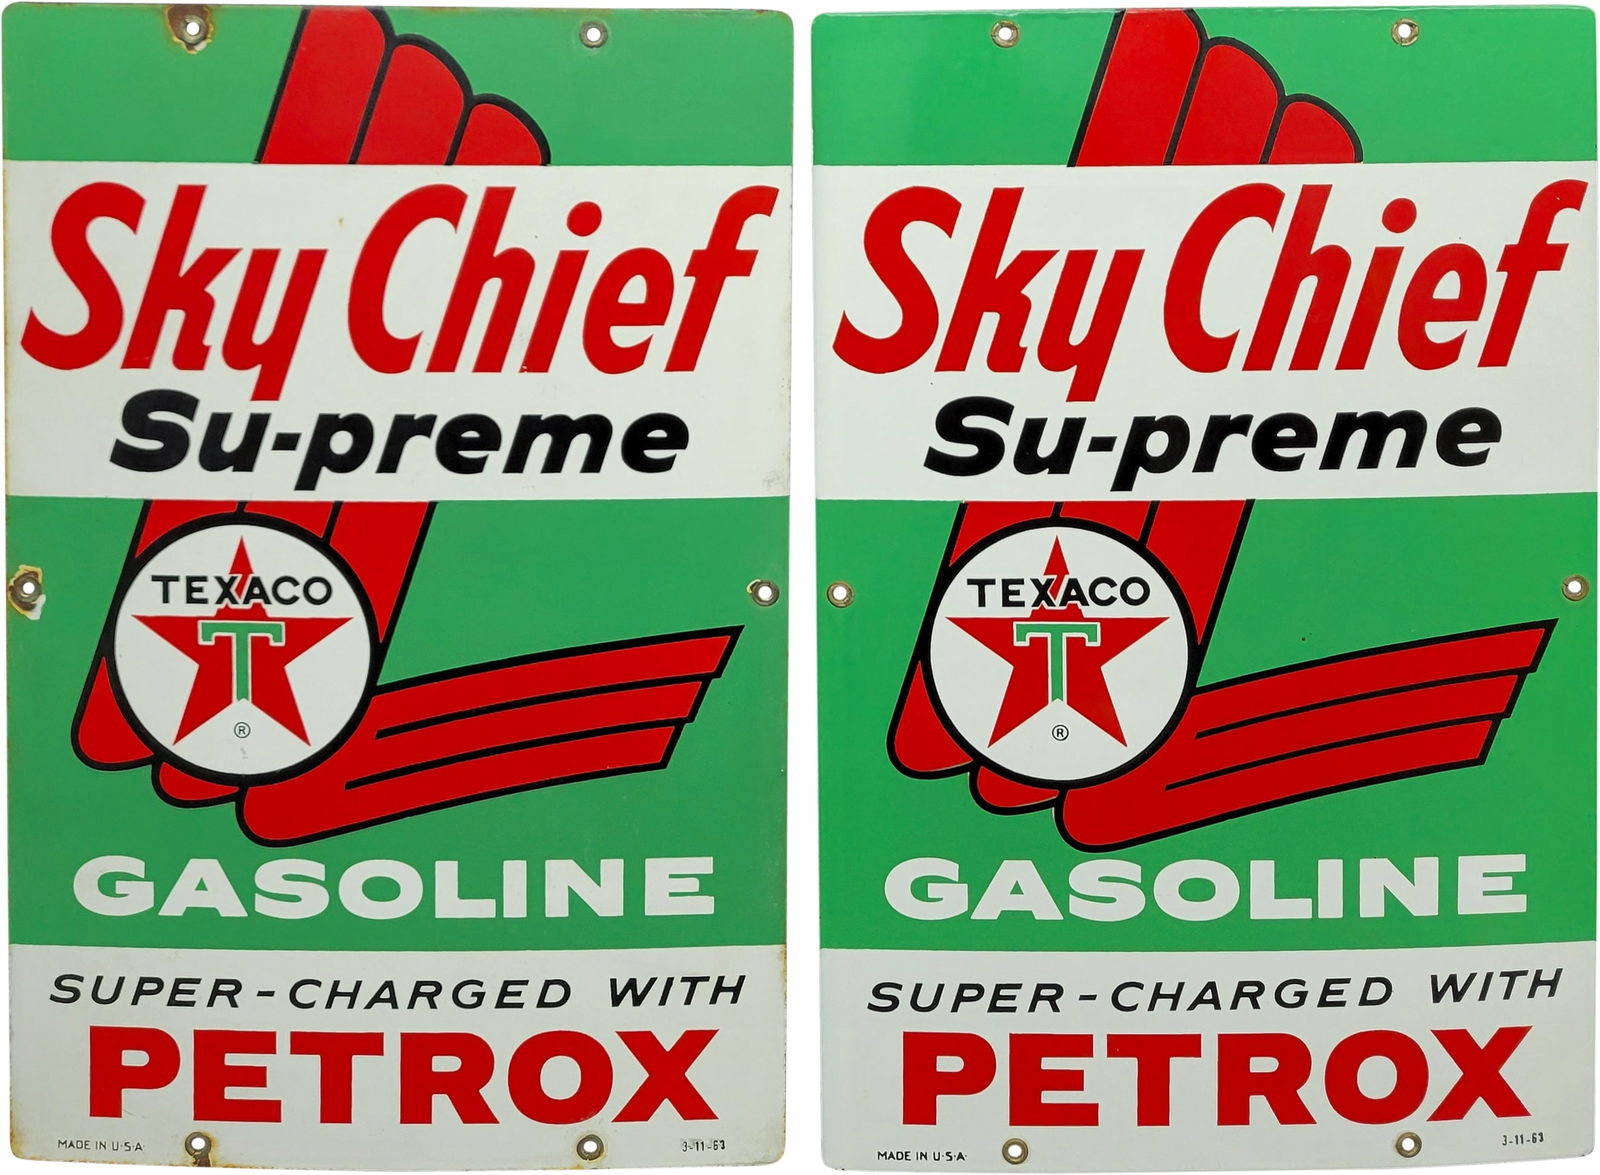 Sky Chief
Su-preme
TEXACO
T
®
GASOLINE
SUPER-CHARGED WITH
PETROX
MADE IN U·S·A·
3-11-63
Sky Chief
Su-preme
TEXACO
T
®
GASOLINE
SUPER-CHARGED WITH
PETROX
MADE IN U·S·A·
3-11-63